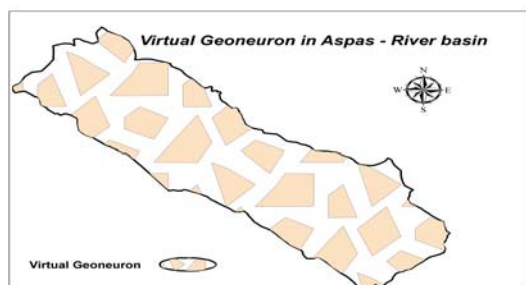 Virtual Geoneuron in Aspas - River basin
N
W E
S
Virtual Geoneuron